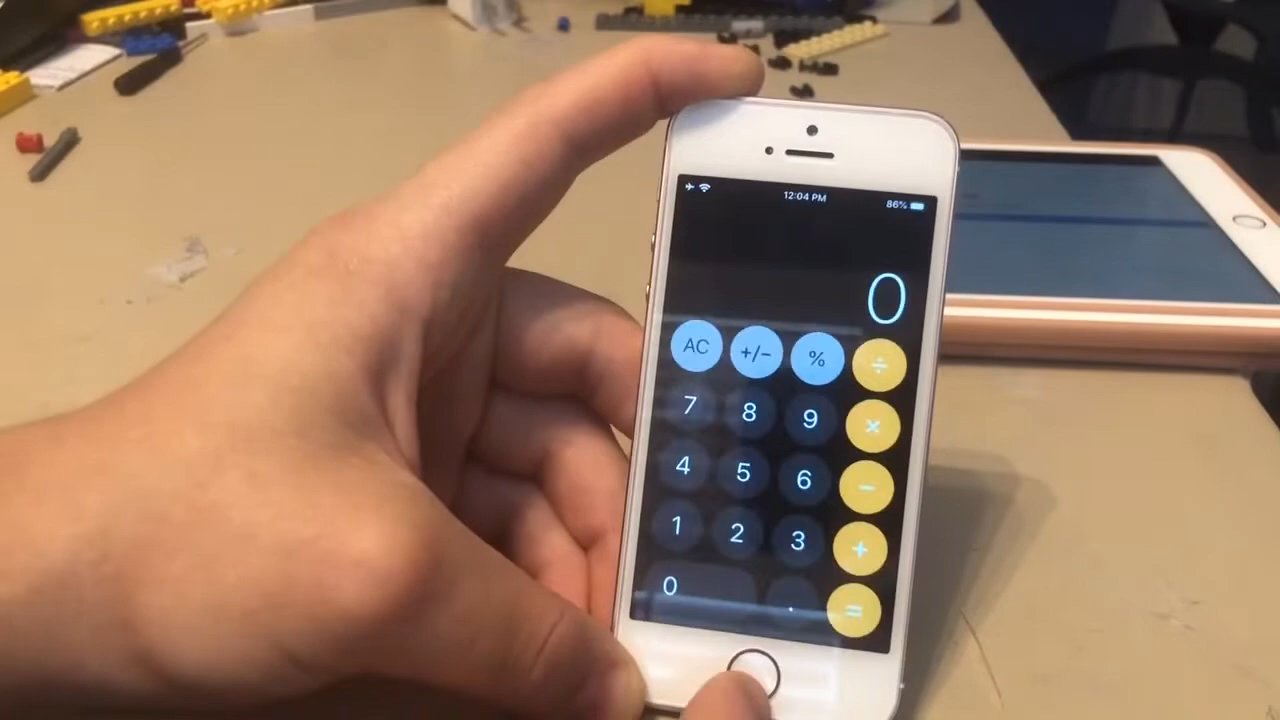 12:04 PM 86%
0
AC +/− % ÷
7 8 9 ×
4 5 6 −
1 2 3 +
0 . =